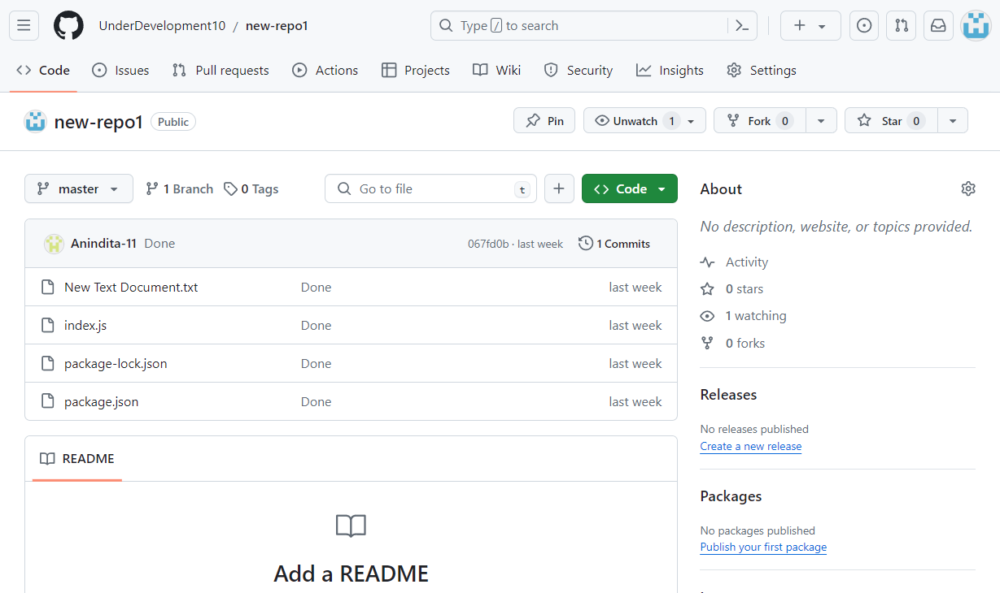 UnderDevelopment10 / new-repo1
Type / to search
Code Issues Pull requests Actions Projects Wiki Security Insights Settings
new-repo1 Public
Pin Unwatch 1 Fork 0 Star 0
master 1 Branch 0 Tags Go to file t + Code
About
No description, website, or topics provided.
Anindita-11 Done 067fd0b · last week 1 Commits
Activity
New Text Document.txt Done last week
0 stars
1 watching
index.js Done last week
0 forks
package-lock.json Done last week
package.json Done last week
Releases
No releases published
Create a new release
README
Packages
No packages published
Publish your first package
Add a README